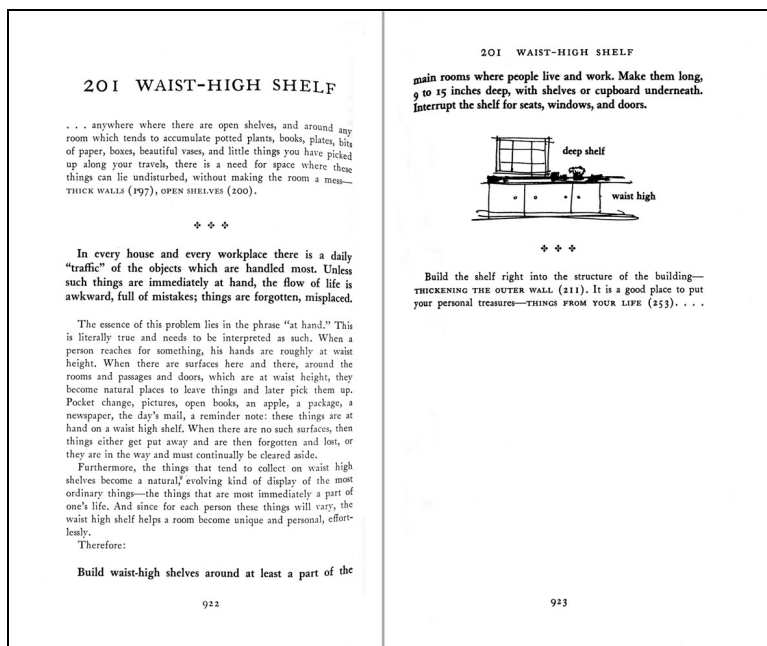 201 WAIST-HIGH SHELF
. . . anywhere where there are open shelves, and around any
room which tends to accumulate potted plants, books, plates, bits
of paper, boxes, beautiful vases, and little things you have picked
up along your travels, there is a need for space where these
things can lie undisturbed, without making the room a mess—
THICK WALLS (197), OPEN SHELVES (200).
❖ ❖ ❖
In every house and every workplace there is a daily
“traffic” of the objects which are handled most. Unless
such things are immediately at hand, the flow of life is
awkward, full of mistakes; things are forgotten, misplaced.
The essence of this problem lies in the phrase “at hand.” This
is literally true and needs to be interpreted as such. When a
person reaches for something, his hands are roughly at waist
height. When there are surfaces here and there, around the
rooms and passages and doors, which are at waist height, they
become natural places to leave things and later pick them up.
Pocket change, pictures, open books, an apple, a package, a
newspaper, the day’s mail, a reminder note: these things are at
hand on a waist high shelf. When there are no such surfaces, then
things either get put away and are then forgotten and lost, or
they are in the way and must continually be cleared aside.
Furthermore, the things that tend to collect on waist high
shelves become a natural, evolving kind of display of the most
ordinary things—the things that are most immediately a part of
one’s life. And since for each person these things will vary, the
waist high shelf helps a room become unique and personal, effort-
lessly.
Therefore:
Build waist-high shelves around at least a part of the
922
201 WAIST-HIGH SHELF
main rooms where people live and work. Make them long,
9 to 15 inches deep, with shelves or cupboard underneath.
Interrupt the shelf for seats, windows, and doors.
deep shelf
waist high
❖ ❖ ❖
Build the shelf right into the structure of the building—
THICKENING THE OUTER WALL (211). It is a good place to put
your personal treasures—THINGS FROM YOUR LIFE (253). . . .
923